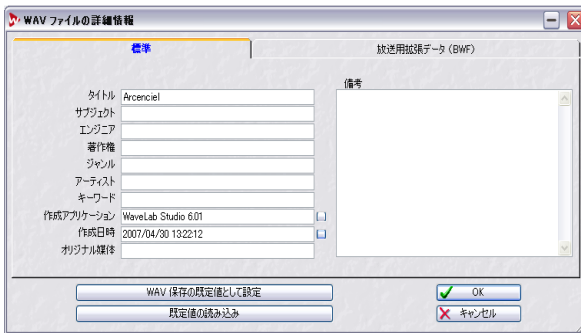 WAV ファイルの詳細情報
標準
放送用拡張データ (BWF)
備考
タイトル Arcenciel
サブジェクト
エンジニア
著作権
ジャンル
アーティスト
キーワード
作成アプリケーション WaveLab Studio 6.01
作成日時 2007/04/30 13:22:12
オリジナル媒体
WAV 保存の既定値として設定
OK
既定値の読み込み
キャンセル